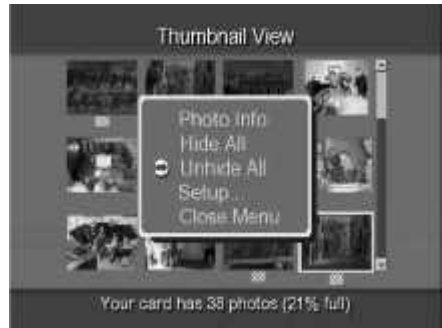 Thumbnail View
Photo Info
Hide All
Unhide All
Setup...
Close Menu
Your card has 38 photos (21% full)